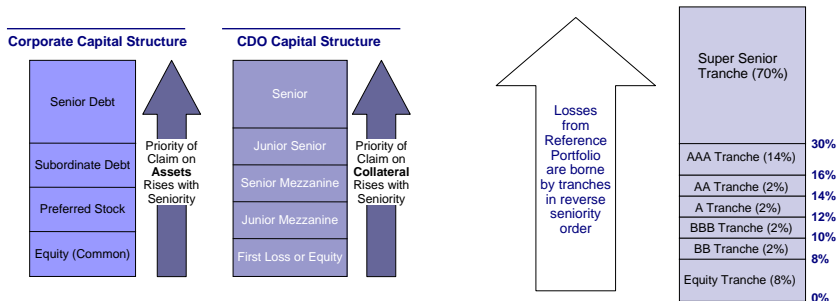 Corporate Capital Structure
Senior Debt
Subordinate Debt
Preferred Stock
Equity (Common)
Priority of
Claim on
Assets
Rises with
Seniority
CDO Capital Structure
Senior
Junior Senior
Senior Mezzanine
Junior Mezzanine
First Loss or Equity
Priority of
Claim on
Collateral
Rises with
Seniority
Losses
from
Reference
Portfolio
are borne
by tranches
in reverse
seniority
order
Super Senior
Tranche (70%)
30%
AAA Tranche (14%)
16%
AA Tranche (2%)
14%
A Tranche (2%)
12%
BBB Tranche (2%)
10%
BB Tranche (2%)
8%
Equity Tranche (8%)
0%